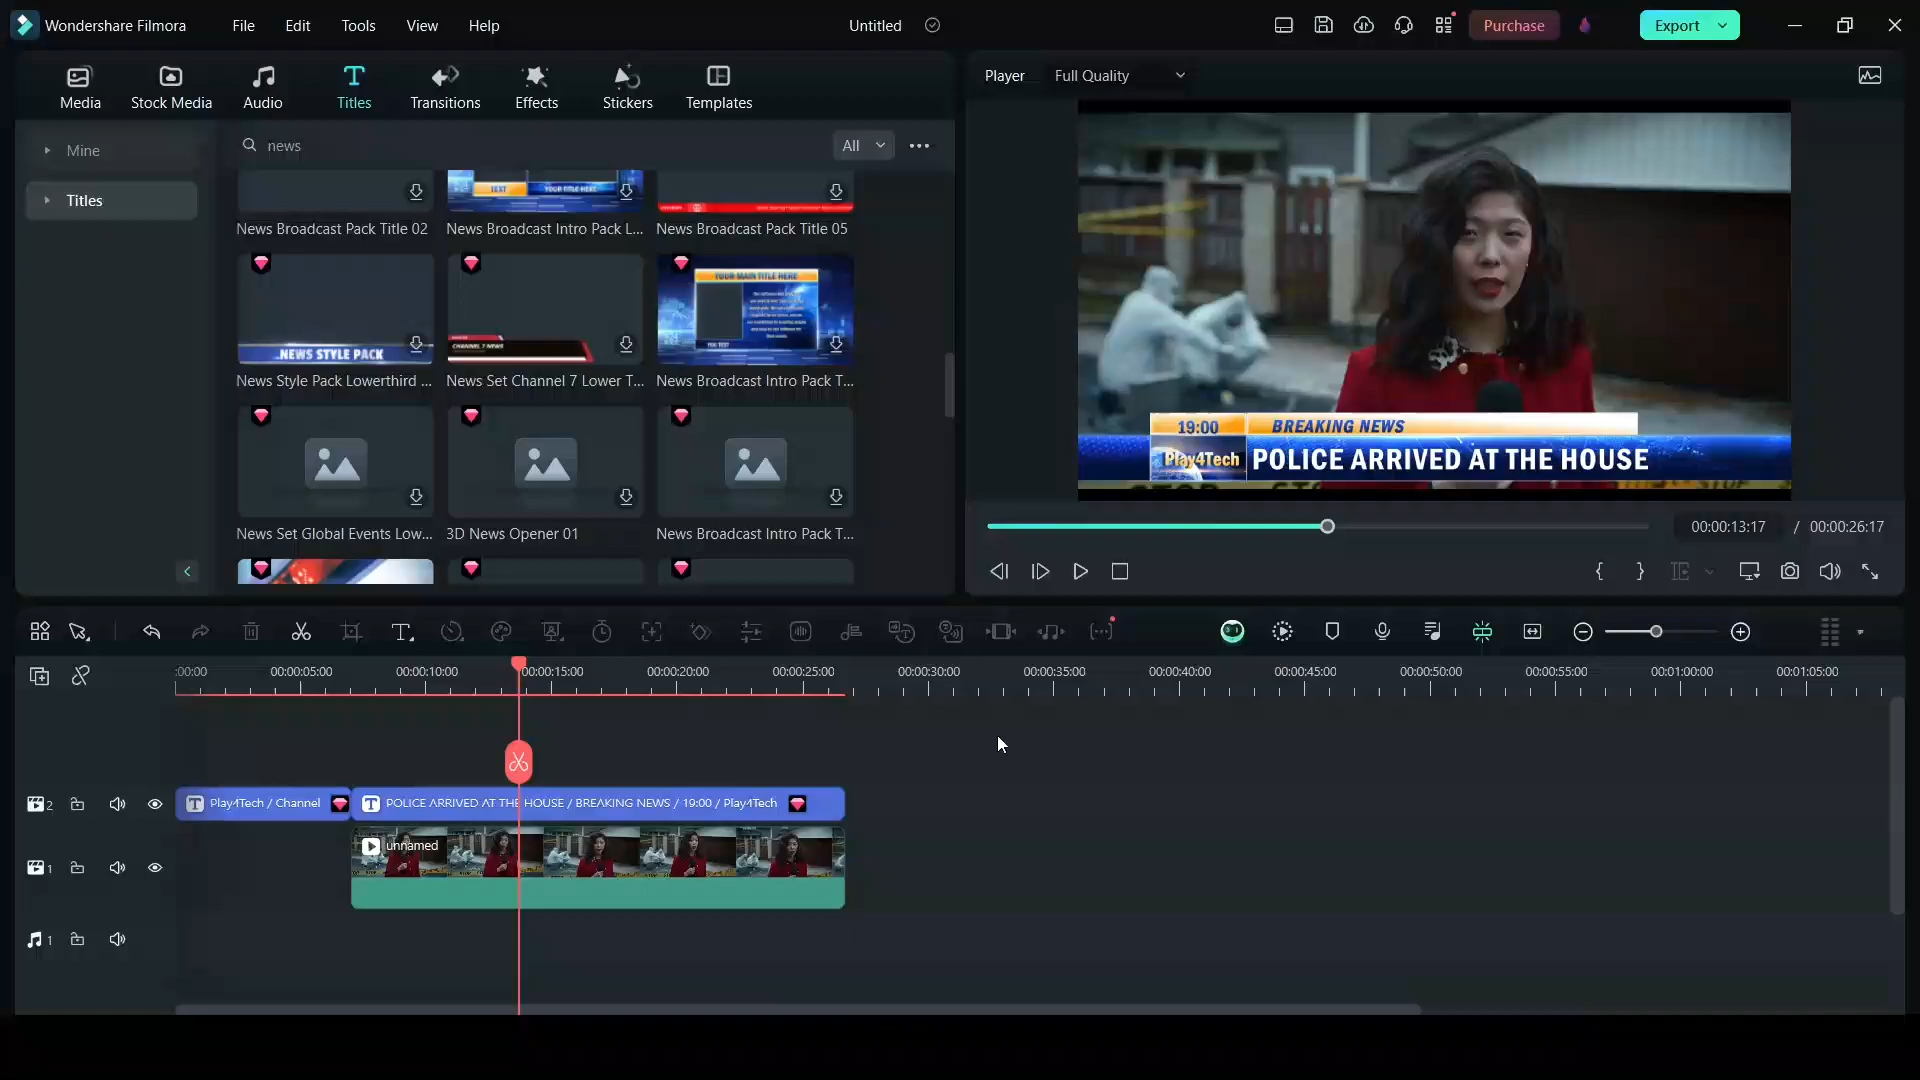 Wondershare Filmora
File
Edit
Tools
View
Help
Untitled
Purchase
Export
Media
Stock Media
Audio
Titles
Transitions
Effects
Stickers
Templates
Player
Full Quality
Mine
Titles
news
All
TEXT
YOUR TITLE HERE
News Broadcast Pack Title 02
News Broadcast Intro Pack L...
News Broadcast Pack Title 05
NEWS STYLE PACK
CHANNEL 7 NEWS
YOUR MAIN TITLE HERE
News Style Pack Lowerthird ...
News Set Channel 7 Lower T...
News Broadcast Intro Pack T...
News Set Global Events Low...
3D News Opener 01
News Broadcast Intro Pack T...
19:00
BREAKING NEWS
Play4Tech
POLICE ARRIVED AT THE HOUSE
00:00:13:17 / 00:00:26:17
:00:00
00:00:05:00
00:00:10:00
00:00:15:00
00:00:20:00
00:00:25:00
00:00:30:00
00:00:35:00
00:00:40:00
00:00:45:00
00:00:50:00
00:00:55:00
00:01:00:00
00:01:05:00
2
Play4Tech / Channel
POLICE ARRIVED AT THE HOUSE / BREAKING NEWS / 19:00 / Play4Tech
unnamed
1
1